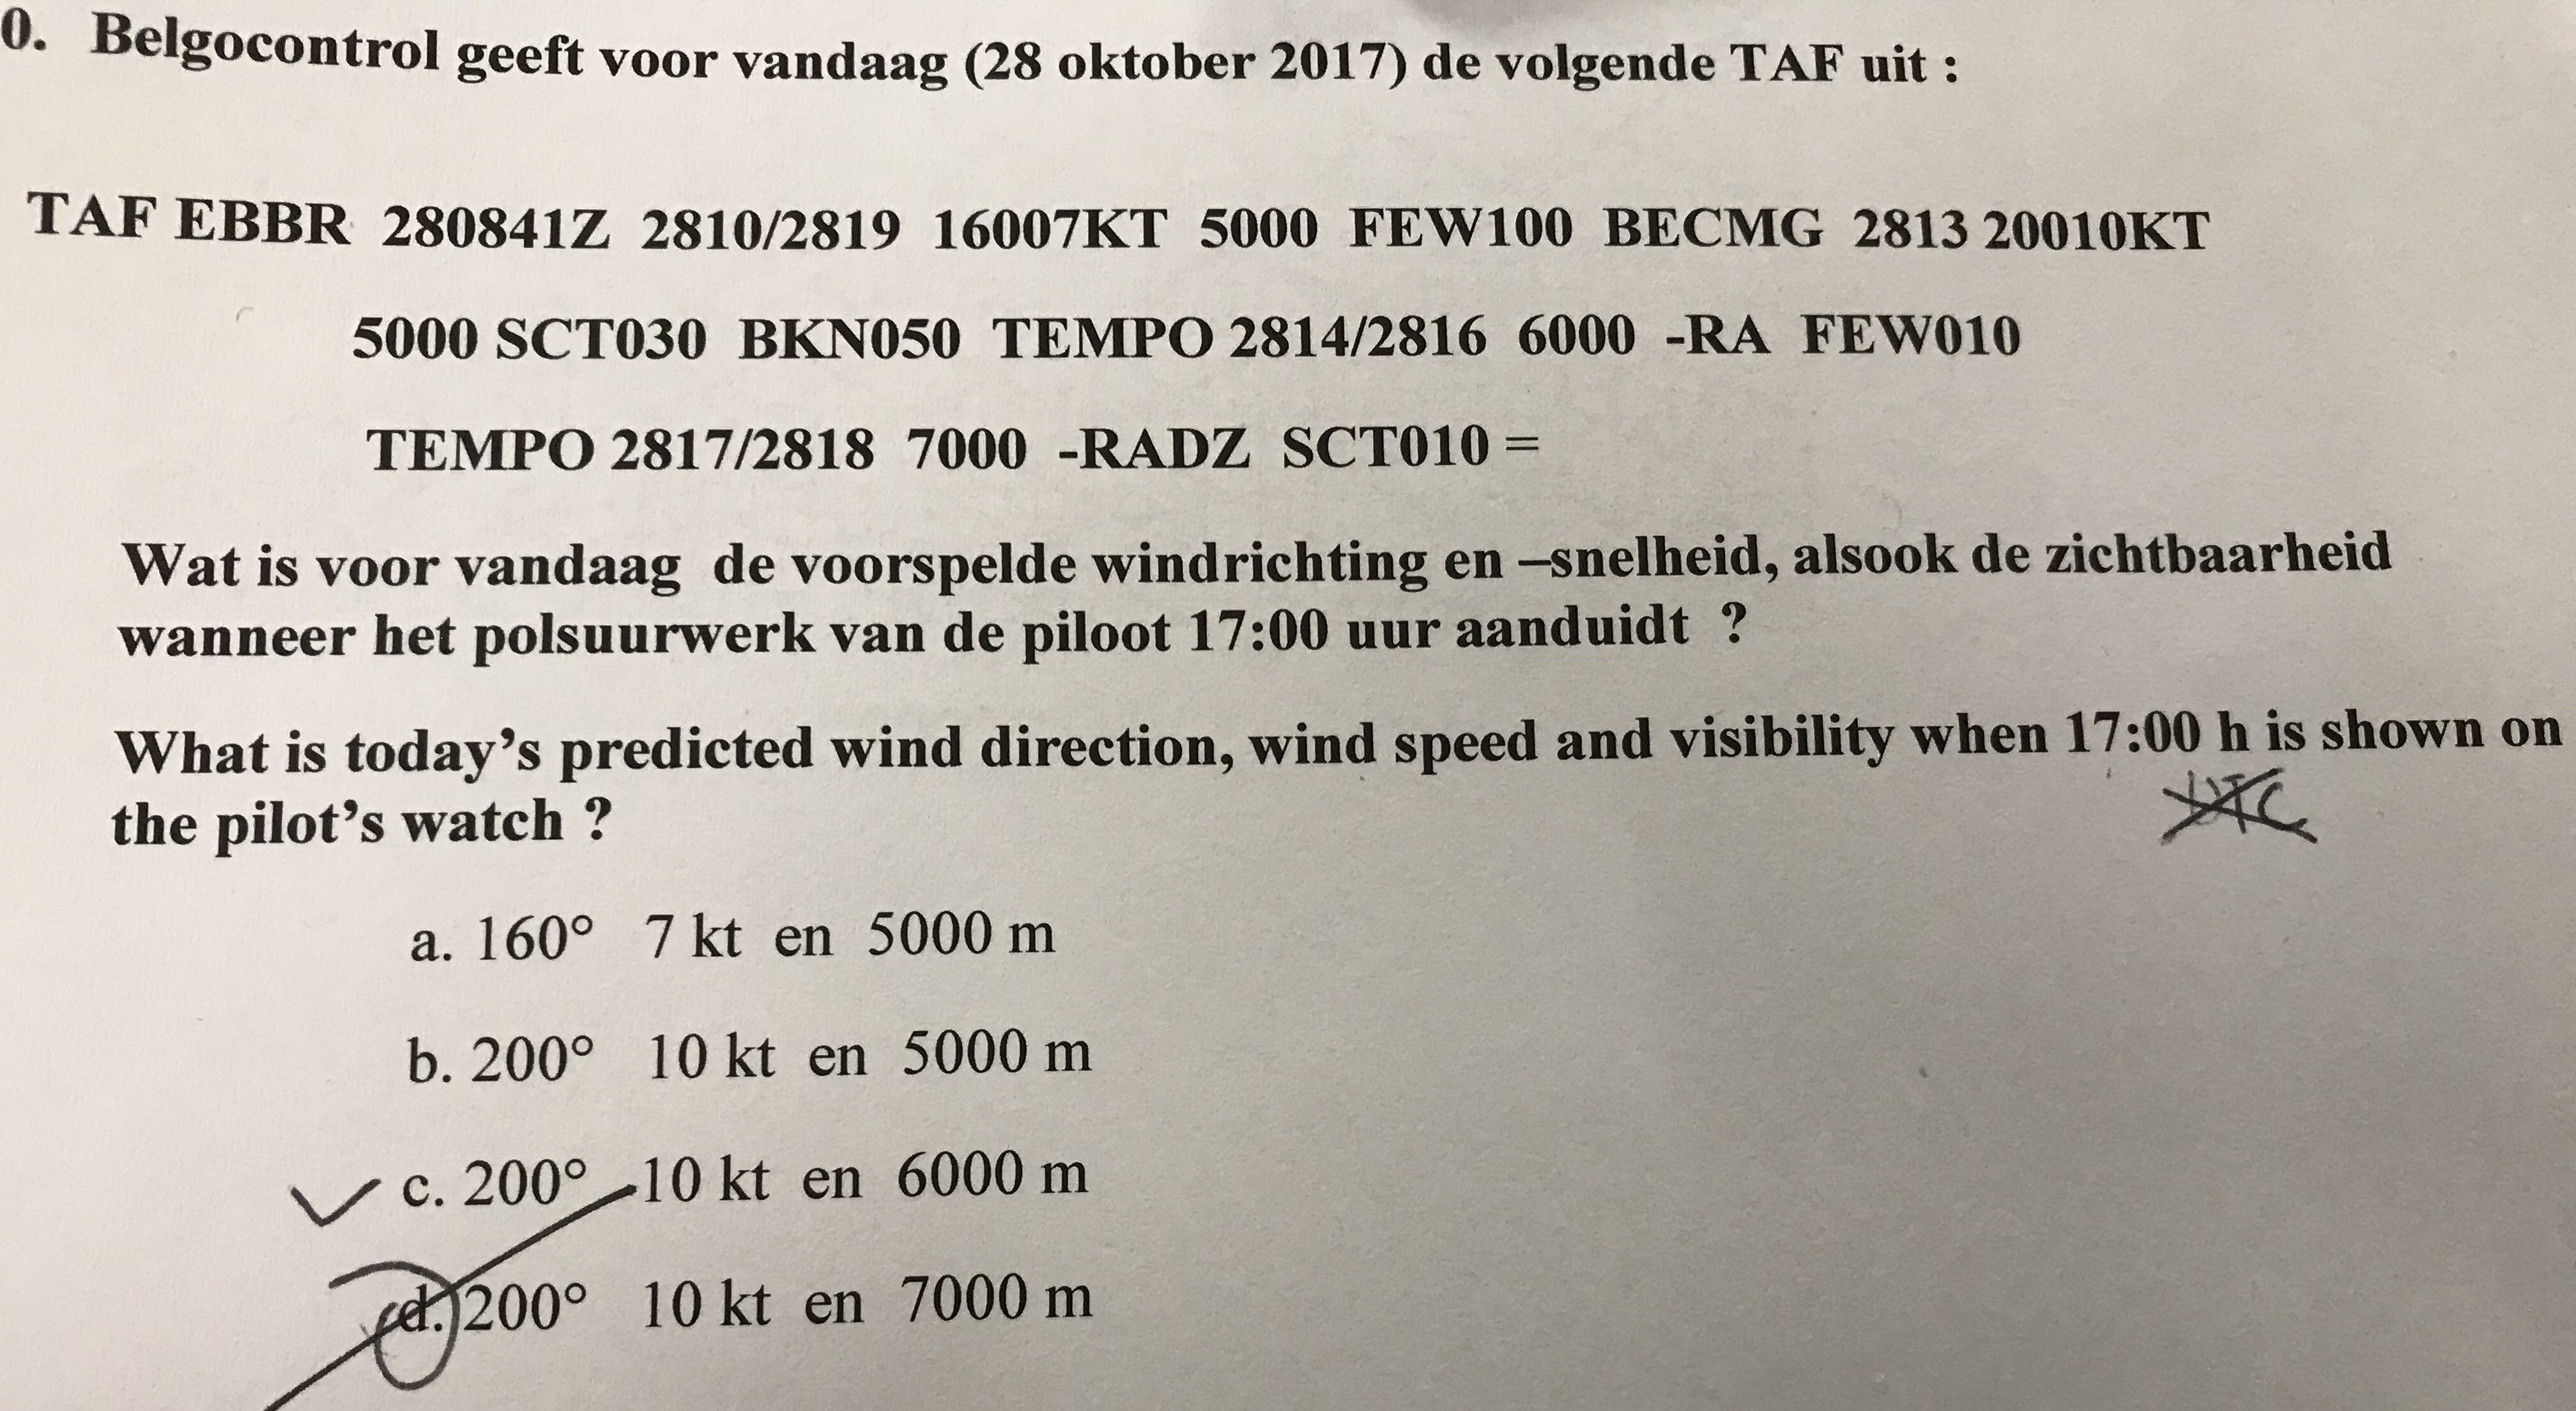 0. Belgocontrol geeft voor vandaag (28 oktober 2017) de volgende TAF uit :
TAF EBBR 280841Z 2810/2819 16007KT 5000 FEW100 BECMG 2813 20010KT
5000 SCT030 BKN050 TEMPO 2814/2816 6000 -RA FEW010
TEMPO 2817/2818 7000 -RADZ SCT010 =
Wat is voor vandaag de voorspelde windrichting en –snelheid, alsook de zichtbaarheid
wanneer het polsuurwerk van de piloot 17:00 uur aanduidt ?
What is today’s predicted wind direction, wind speed and visibility when 17:00 h is shown on
UTC
the pilot’s watch ?
a. 160° 7 kt en 5000 m
b. 200° 10 kt en 5000 m
c. 200° 10 kt en 6000 m
d. 200° 10 kt en 7000 m